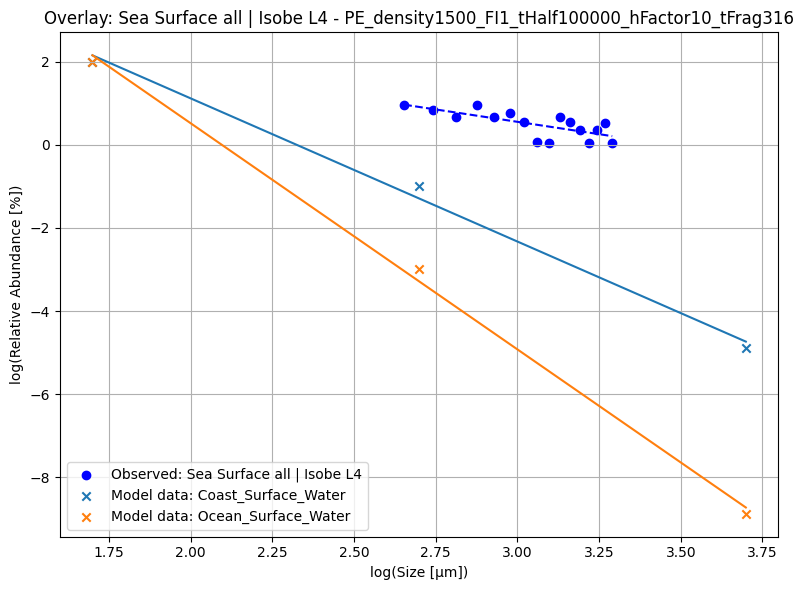 Overlay: Sea Surface all | Isobe L4 - PE_density1500_FI1_tHalf100000_hFactor10_tFrag316
log(Relative Abundance [%])
2
0
−2
−4
−6
−8
Observed: Sea Surface all | Isobe L4
Model data: Coast_Surface_Water
Model data: Ocean_Surface_Water
1.75 2.00 2.25 2.50 2.75 3.00 3.25 3.50 3.75
log(Size [µm])